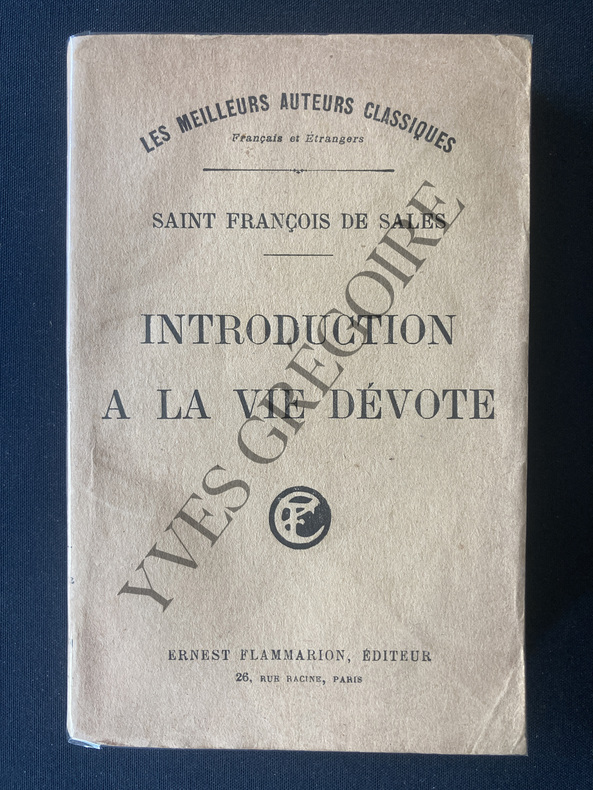 LES MEILLEURS AUTEURS CLASSIQUES
Français et Etrangers
SAINT FRANÇOIS DE SALES
INTRODUCTION
A LA VIE DÉVOTE
YVES GREGOIRE
EF
ERNEST FLAMMARION, ÉDITEUR
26, RUE RACINE, PARIS